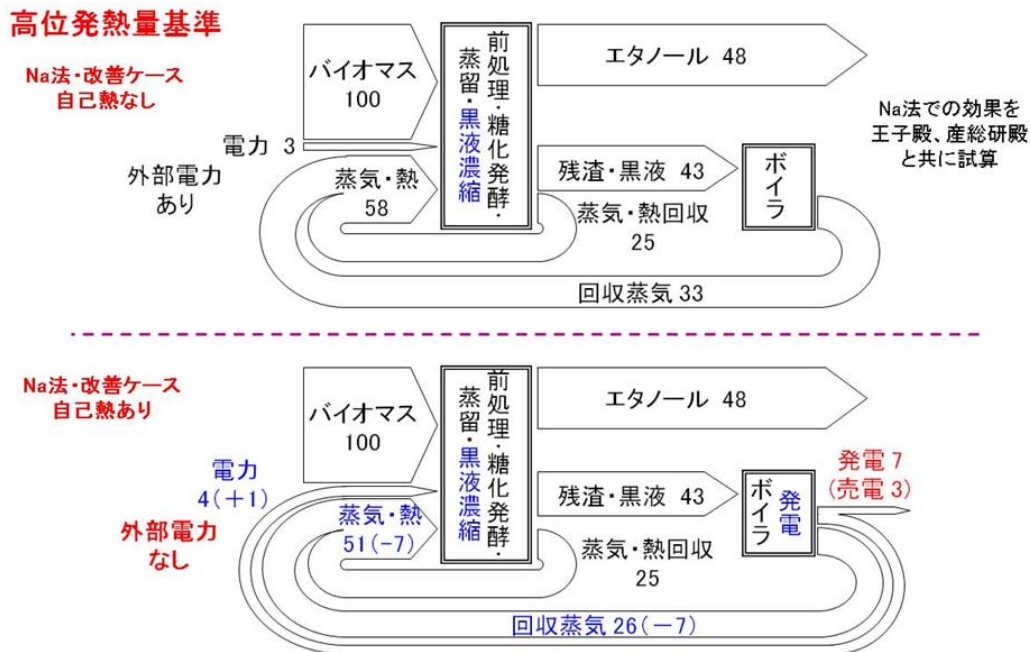 高位発熱量基準
Na法・改善ケース
自己熱なし
バイオマス
100
電力 3
外部電力
あり
蒸気・熱
58
前処理・糖化発酵・
蒸留・黒液濃縮
エタノール 48
残渣・黒液 43
蒸気・熱回収
25
ボイラ
回収蒸気 33
Na法での効果を
王子殿、産総研殿
と共に試算
Na法・改善ケース
自己熱あり
バイオマス
100
電力
4(+1)
外部電力
なし
蒸気・熱
51(-7)
前処理・糖化発酵・
蒸留・黒液濃縮
エタノール 48
残渣・黒液 43
蒸気・熱回収
25
発電
ボイラ
発電 7
(売電 3)
回収蒸気 26(-7)